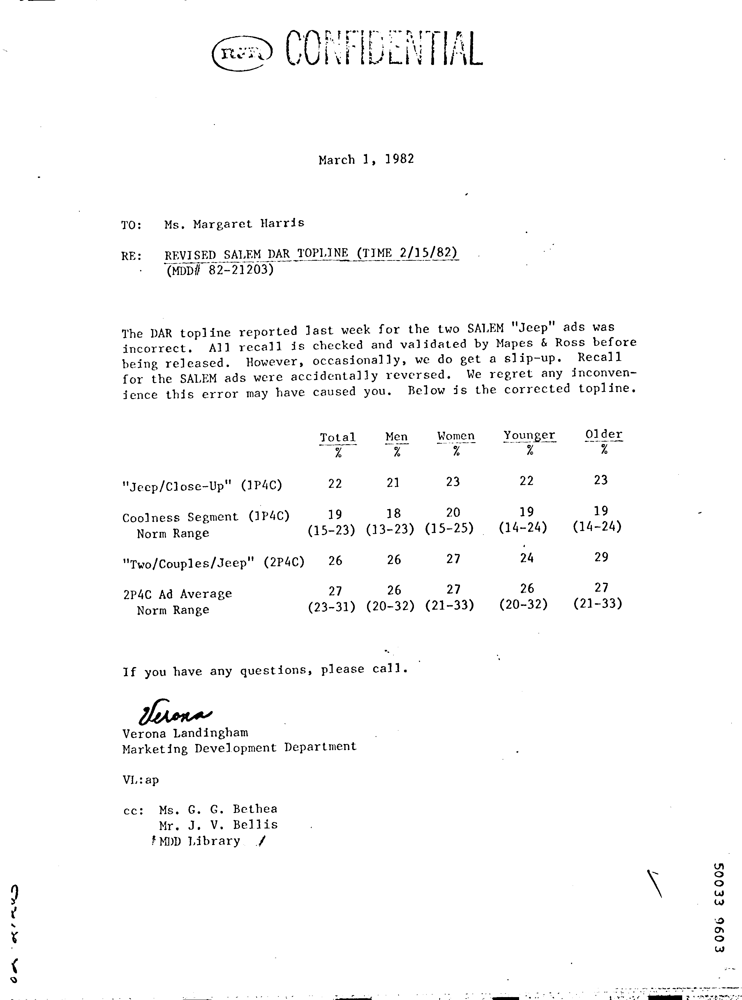 RJR CONFIDENTIAL
March 1, 1982
TO: Ms. Margaret Harris
RE: REVISED SALEM DAR TOPLINE (TIME 2/15/82)
(MDD# 82-21203)
The DAR topline reported last week for the two SALEM "Jeep" ads was
incorrect. All recall is checked and validated by Mapes & Ross before
being released. However, occasionally, we do get a slip-up. Recall
for the SALEM ads were accidentally reversed. We regret any inconven-
ience this error may have caused you. Below is the corrected topline.
Total Men Women Younger Older
% % % % %
"Jeep/Close-Up" (1P4C) 22 21 23 22 23
Coolness Segment (1P4C) 19 18 20 19 19
Norm Range (15-23) (13-23) (15-25) (14-24) (14-24)
"Two/Couples/Jeep" (2P4C) 26 26 27 24 29
2P4C Ad Average 27 26 27 26 27
Norm Range (23-31) (20-32) (21-33) (20-32) (21-33)
If you have any questions, please call.
Verona
Verona Landingham
Marketing Development Department
VL:ap
cc: Ms. G. G. Bethea
Mr. J. V. Bellis
MDD Library
50033 9603